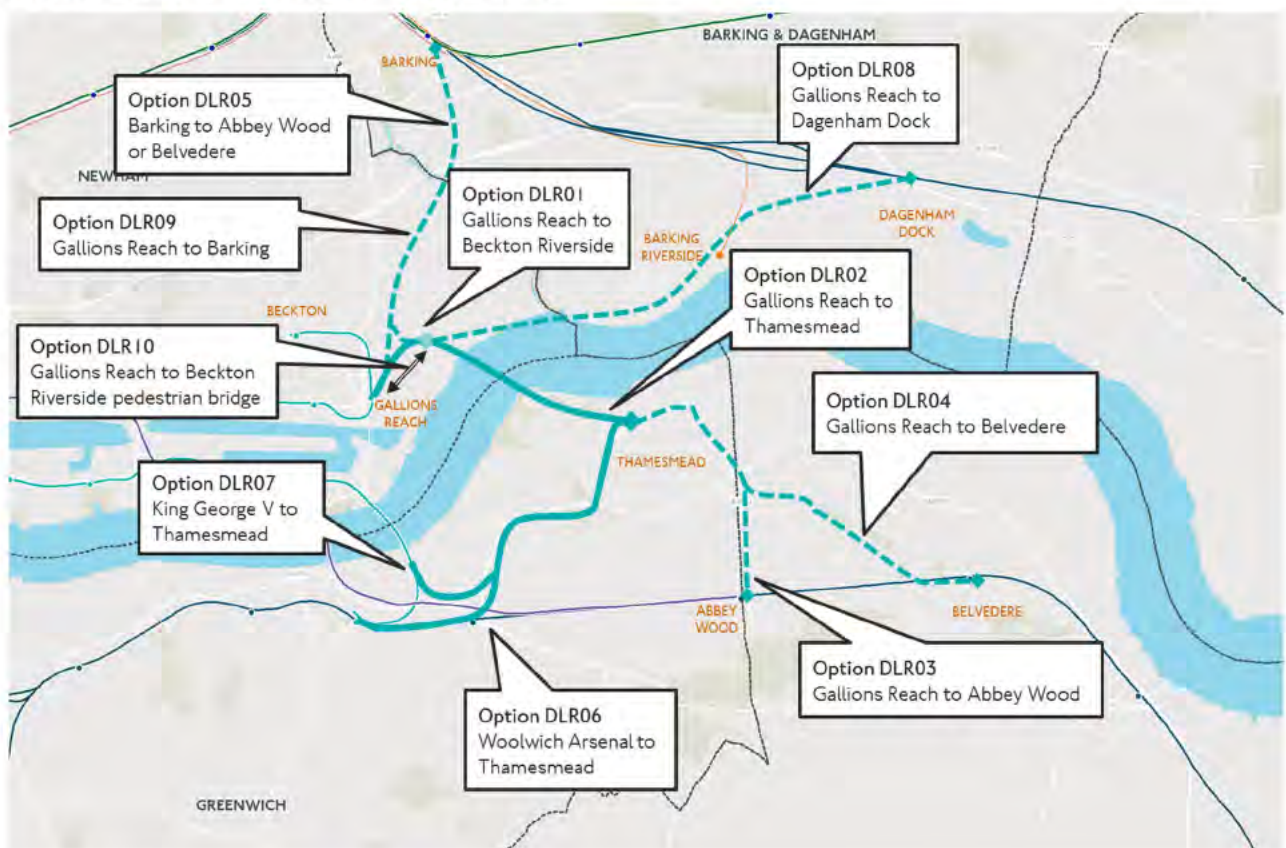 BARKING & DAGENHAM
BARKING
Option DLR05
Barking to Abbey Wood
or Belvedere
Option DLR08
Gallions Reach to
Dagenham Dock
NEWHAM
Option DLR01
Gallions Reach to
Beckton Riverside
Option DLR09
Gallions Reach to Barking
DAGENHAM
DOCK
BARKING
RIVERSIDE
Option DLR02
Gallions Reach to
Thamesmead
BECKTON
Option DLR10
Gallions Reach to Beckton
Riverside pedestrian bridge
GALLIONS
REACH
Option DLR04
Gallions Reach to Belvedere
THAMESMEAD
Option DLR07
King George V to
Thamesmead
ABBEY
WOOD
BELVEDERE
Option DLR03
Gallions Reach to Abbey Wood
Option DLR06
Woolwich Arsenal to
Thamesmead
GREENWICH